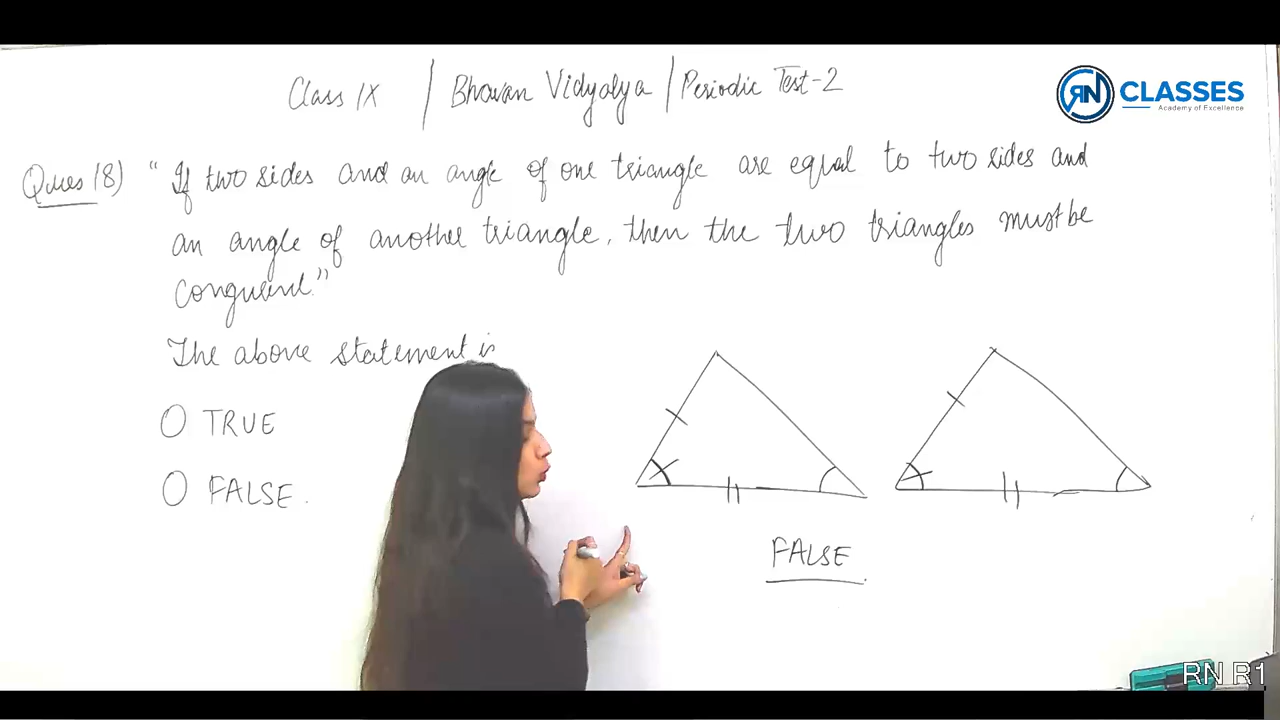 Class IX / Bhavan Vidyalya / Periodic Test-2
RN CLASSES
Academy of Excellence
Ques 18) "If two sides and an angle of one triangle are equal to two sides and
an angle of another triangle, then the two triangles must be
congruent."
The above statement is
TRUE
FALSE.
FALSE
RN R1